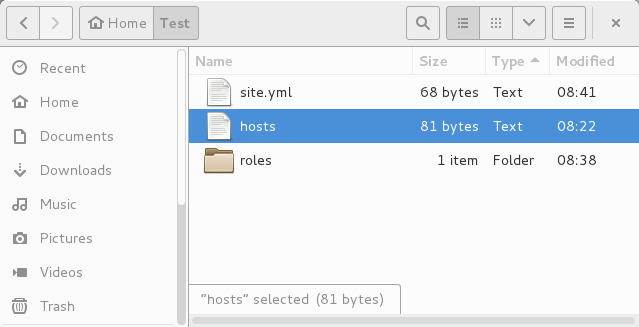 Home Test
Name Size Type Modified
Recent
site.yml 68 bytes Text 08:41
Home
hosts 81 bytes Text 08:22
Documents
roles 1 item Folder 08:38
Downloads
Music
Pictures
Videos
"hosts" selected (81 bytes)
Trash